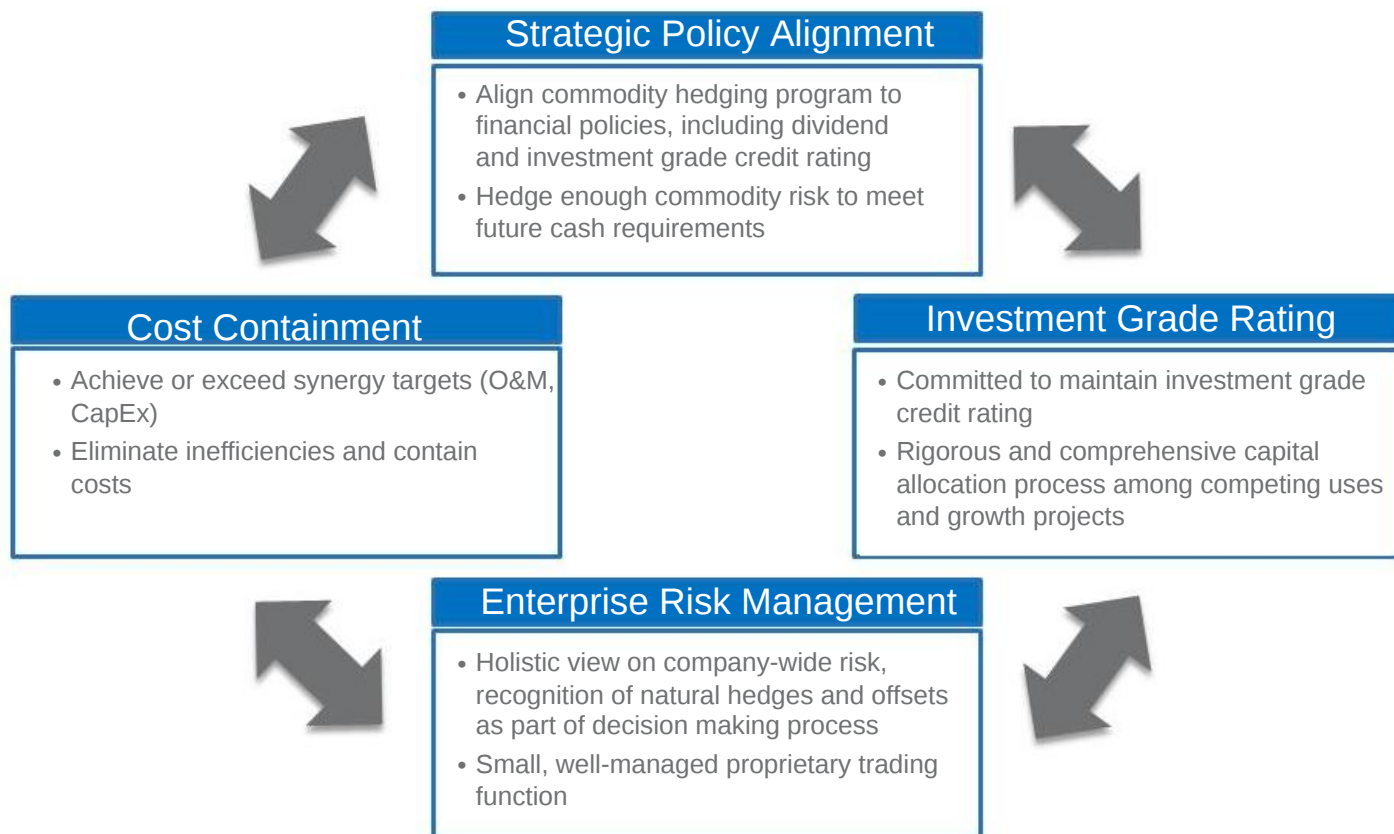 Strategic Policy Alignment
• Align commodity hedging program to
financial policies, including dividend
and investment grade credit rating
• Hedge enough commodity risk to meet
future cash requirements
Cost Containment
• Achieve or exceed synergy targets (O&M,
CapEx)
• Eliminate inefficiencies and contain
costs
Investment Grade Rating
• Committed to maintain investment grade
credit rating
• Rigorous and comprehensive capital
allocation process among competing uses
and growth projects
Enterprise Risk Management
• Holistic view on company-wide risk,
recognition of natural hedges and offsets
as part of decision making process
• Small, well-managed proprietary trading
function